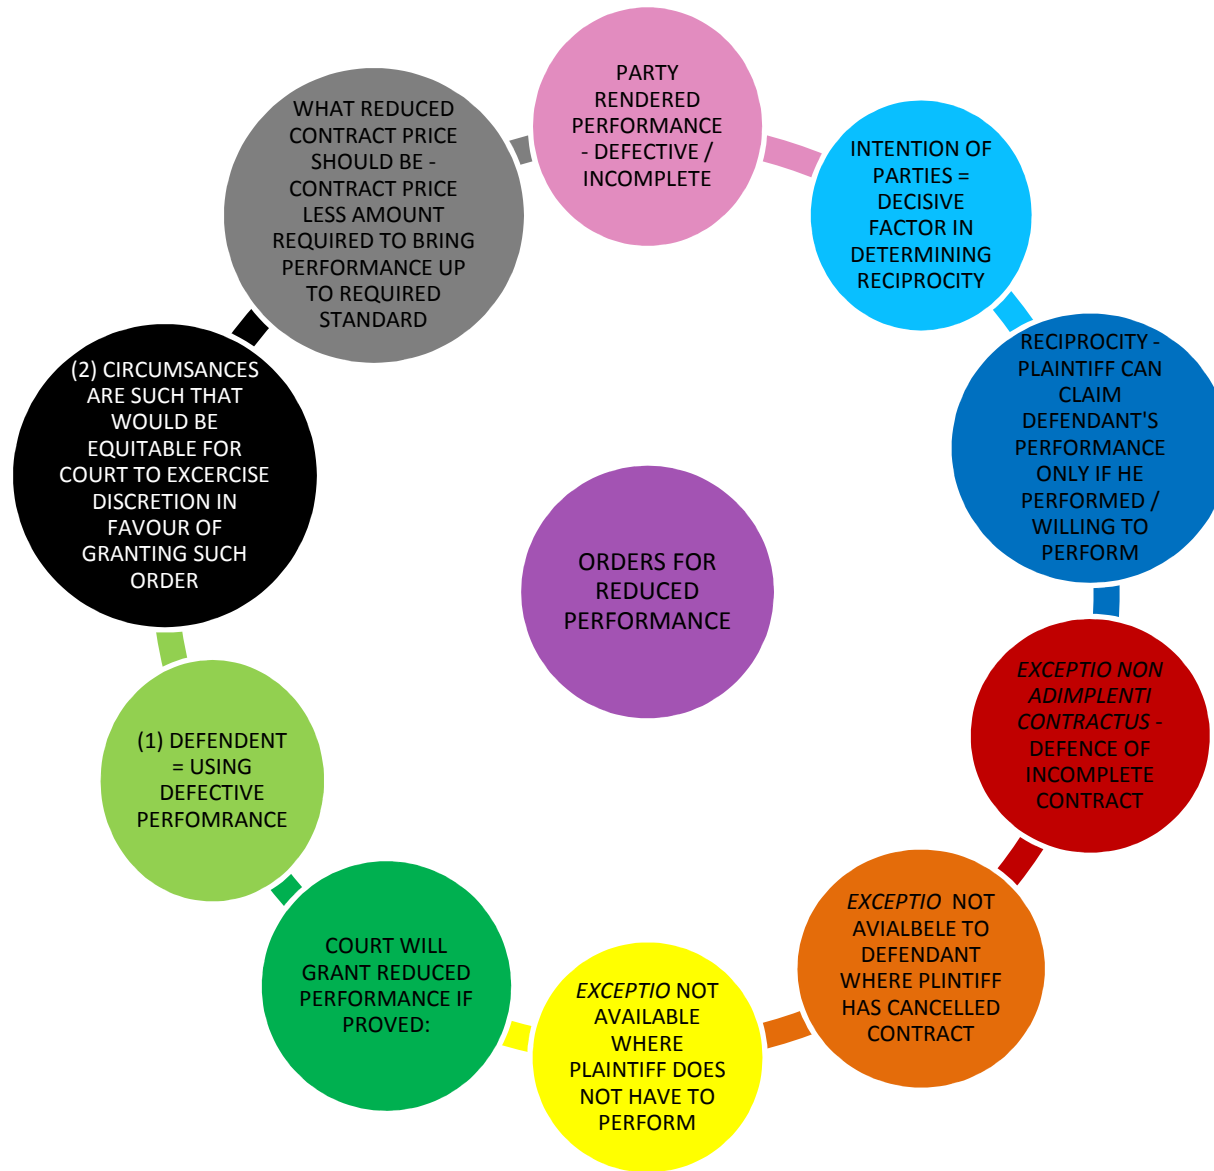 PARTY
RENDERED
PERFORMANCE
- DEFECTIVE /
INCOMPLETE
INTENTION OF
PARTIES =
DECISIVE
FACTOR IN
DETERMINING
RECIPROCITY
RECIPROCITY -
PLAINTIFF CAN
CLAIM
DEFENDANT'S
PERFORMANCE
ONLY IF HE
PERFORMED /
WILLING TO
PERFORM
EXCEPTIO NON
ADIMPLENTI
CONTRACTUS -
DEFENCE OF
INCOMPLETE
CONTRACT
EXCEPTIO NOT
AVIALBELE TO
DEFENDANT
WHERE PLINTIFF
HAS CANCELLED
CONTRACT
EXCEPTIO NOT
AVAILABLE
WHERE
PLAINTIFF DOES
NOT HAVE TO
PERFORM
COURT WILL
GRANT REDUCED
PERFORMANCE IF
PROVED:
(1) DEFENDENT
= USING
DEFECTIVE
PERFOMRANCE
(2) CIRCUMSANCES
ARE SUCH THAT
WOULD BE
EQUITABLE FOR
COURT TO EXCERCISE
DISCRETION IN
FAVOUR OF
GRANTING SUCH
ORDER
WHAT REDUCED
CONTRACT PRICE
SHOULD BE -
CONTRACT PRICE
LESS AMOUNT
REQUIRED TO BRING
PERFORMANCE UP
TO REQUIRED
STANDARD
ORDERS FOR
REDUCED
PERFORMANCE